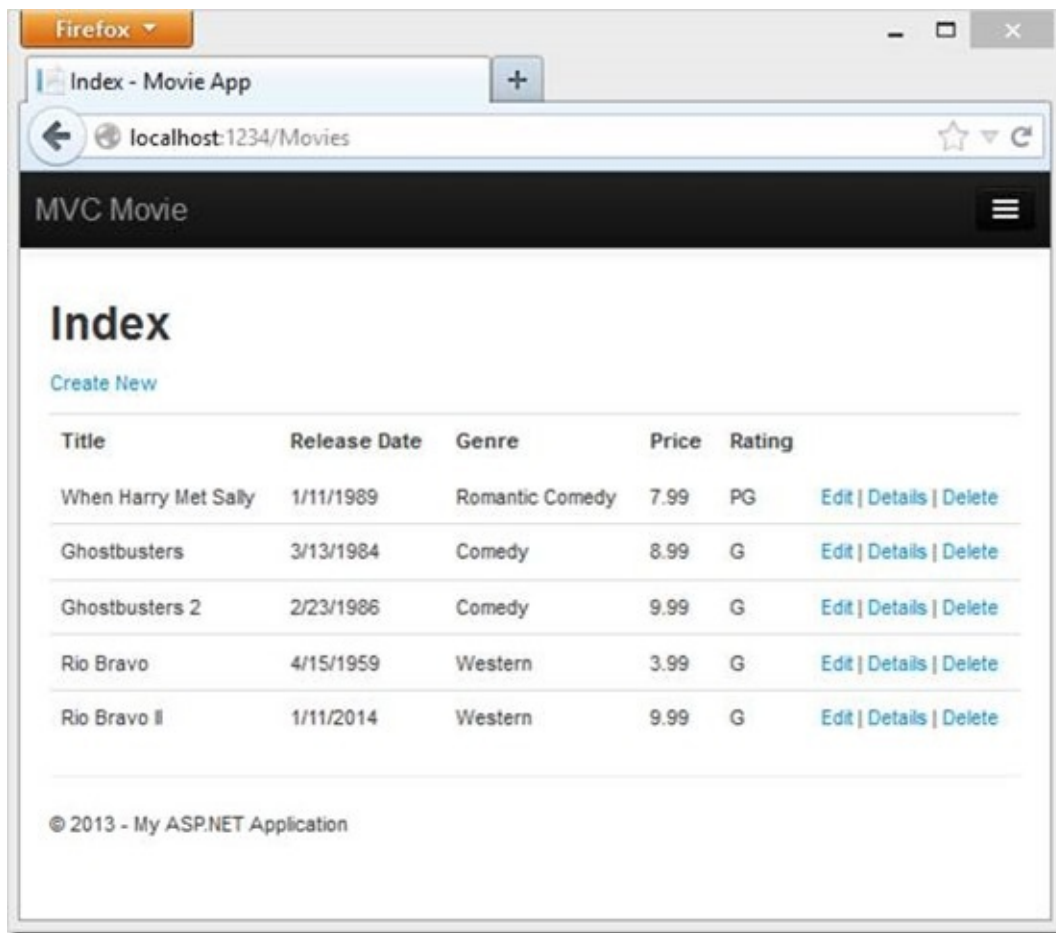 Firefox
Index - Movie App
localhost:1234/Movies
MVC Movie
Index
Create New
Title Release Date Genre Price Rating
When Harry Met Sally 1/11/1989 Romantic Comedy 7.99 PG Edit | Details | Delete
Ghostbusters 3/13/1984 Comedy 8.99 G Edit | Details | Delete
Ghostbusters 2 2/23/1986 Comedy 9.99 G Edit | Details | Delete
Rio Bravo 4/15/1959 Western 3.99 G Edit | Details | Delete
Rio Bravo II 1/11/2014 Western 9.99 G Edit | Details | Delete
© 2013 - My ASP.NET Application